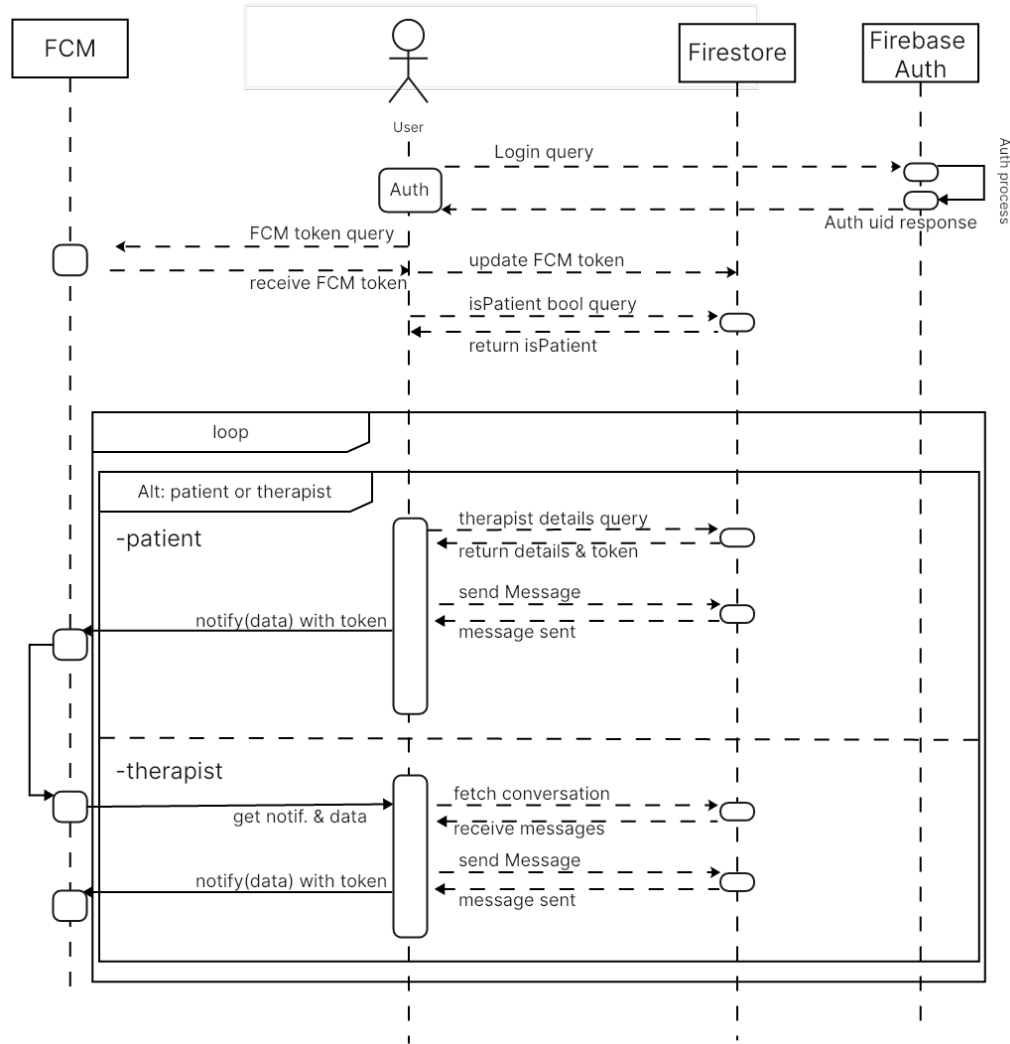 FCM
User
Firestore
Firebase
Auth
Login query
Auth process
Auth
Auth uid response
FCM token query
receive FCM token
update FCM token
isPatient bool query
return isPatient
loop
Alt: patient or therapist
-patient
therapist details query
return details & token
send Message
message sent
notify(data) with token
-therapist
fetch conversation
get notif. & data
receive messages
send Message
notify(data) with token
message sent